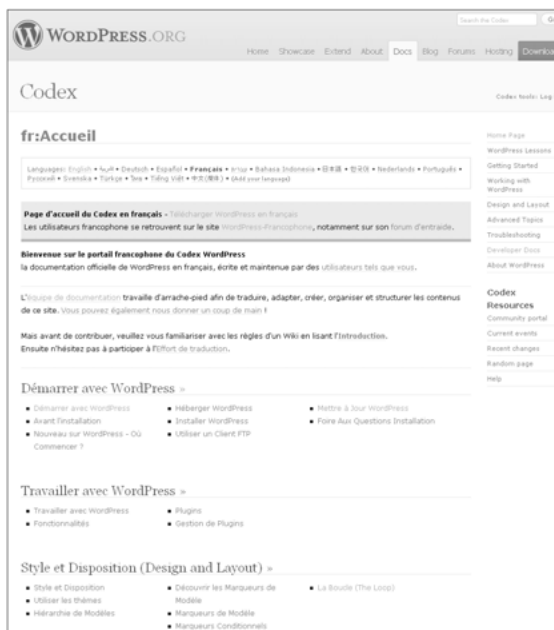 WORDPRESS.ORG
Search the Codex
Home Showcase Extend About Docs Blog Forums Hosting Downloa
Codex
Codex tools: Log
fr:Accueil
Languages: English • العربية • Deutsch • Español • Français • עברית • Bahasa Indonesia • 日本語 • 한국어 • Nederlands • Português •
Русский • Svenska • Türkçe • ไทย • Tiếng Việt • 中文(简体) • (Add your language)
Page d'accueil du Codex en français - Télécharger WordPress en français
Les utilisateurs francophone se retrouvent sur le site WordPress-Francophone, notamment sur son forum d'entraide.
Bienvenue sur le portail francophone du Codex WordPress
la documentation officielle de WordPress en français, écrite et maintenue par des utilisateurs tels que vous.
L'équipe de documentation travaille d'arrache-pied afin de traduire, adapter, créer, organiser et structurer les contenus
de ce site. Vous pouvez également nous donner un coup de main !
Mais avant de contribuer, veuillez vous familiariser avec les règles d'un Wiki en lisant l'Introduction.
Ensuite n'hésitez pas à participer à l'Effort de traduction.
Démarrer avec WordPress »
Démarrer avec WordPress
Avant l'installation
Nouveau sur WordPress - Où
Commencer ?
Héberger WordPress
Installer WordPress
Utiliser un Client FTP
Mettre à Jour WordPress
Foire Aux Questions Installation
Travailler avec WordPress »
Travailler avec WordPress
Fonctionnalités
Plugins
Gestion de Plugins
Style et Disposition (Design and Layout) »
Style et Disposition
Utiliser les thèmes
Hiérarchie de Modèles
Découvrir les Marqueurs de
Modèle
Marqueurs de Modèle
Marqueurs Conditionnels
La Boucle (The Loop)
Home Page
WordPress Lessons
Getting Started
Working with
WordPress
Design and Layout
Advanced Topics
Troubleshooting
Developer Docs
About WordPress
Codex
Resources
Community portal
Current events
Recent changes
Random page
Help